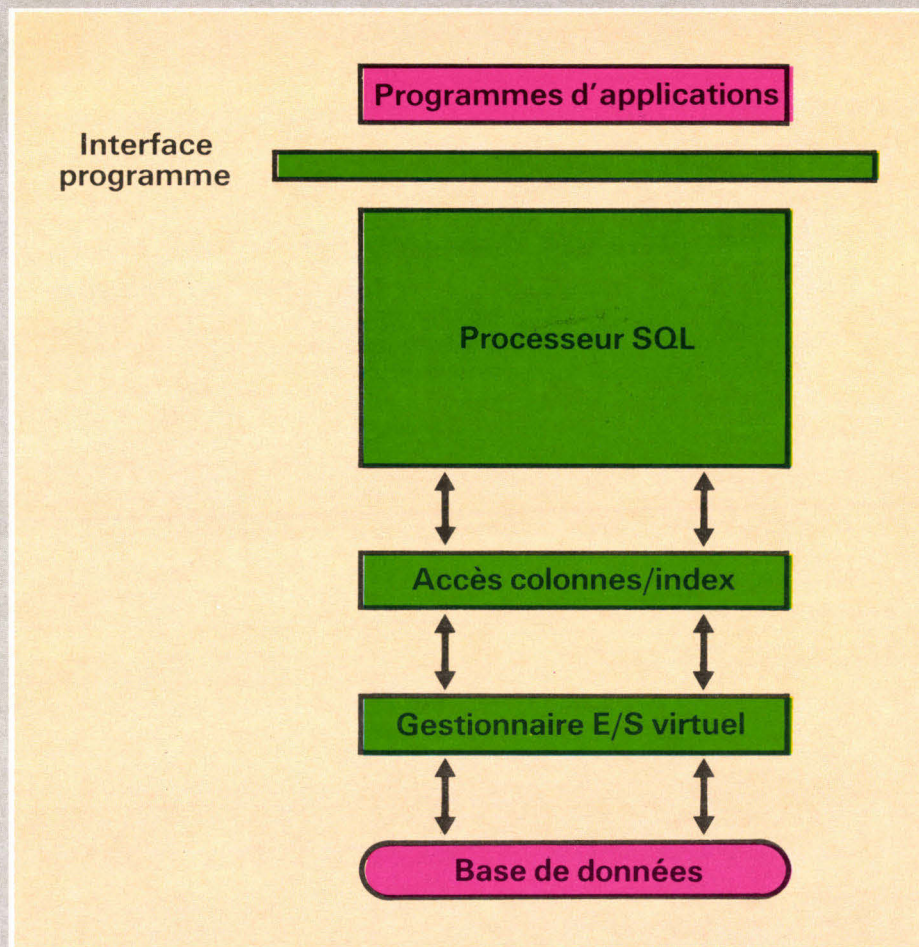 Programmes d'applications
Interface
programme
Processeur SQL
Accès colonnes/index
Gestionnaire E/S virtuel
Base de données